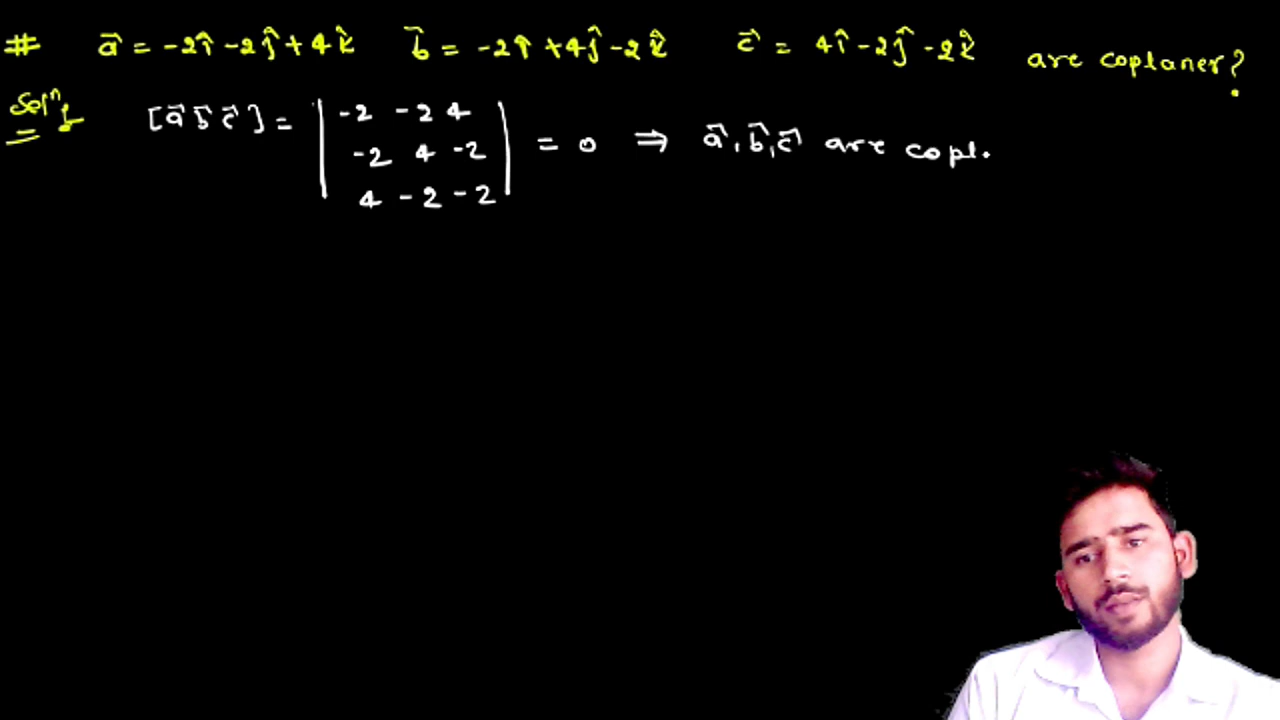 # a⃗ = -2î -2ĵ + 4k̂ b⃗ = -2î + 4ĵ - 2k̂ c⃗ = 4î - 2ĵ - 2k̂ are coplaner?
Solⁿ, [a⃗ b⃗ c⃗] = | -2 -2 4 | = 0 ⇒ a⃗, b⃗, c⃗ are copl.
-2 4 -2
4 -2 -2